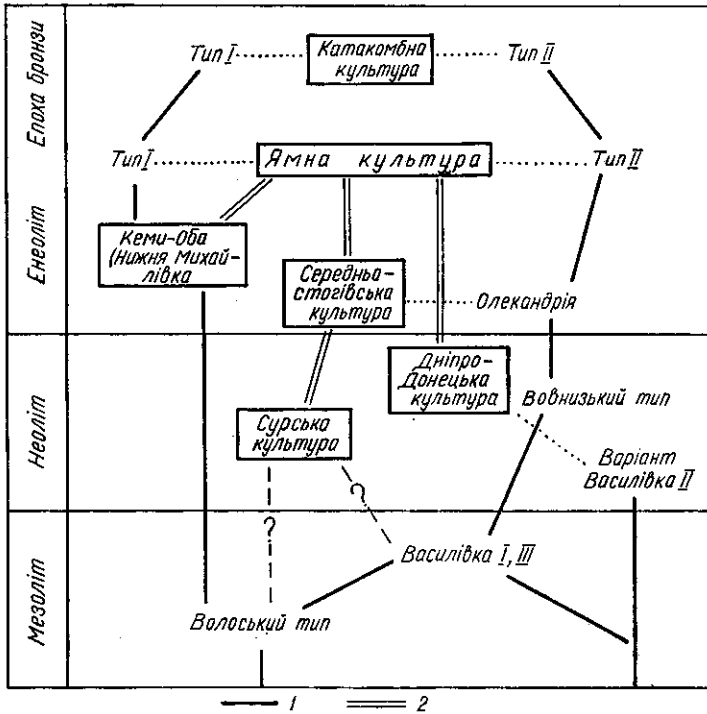 Епоха бронзи
Тип I
Катакомбна
культура
Тип II
Тип I
Ямна культура
Тип II
Енеоліт
Кеми-Оба
(Нижня Михай-
лівка
Середньо-
стогівська
культура
Олекандрія
Неоліт
Дніпро-
Донецька
культура
Вовнизький тип
Сурська
культура
Варіант
Василівка II
?
?
Мезоліт
Василівка I, III
Волоський тип
1
2